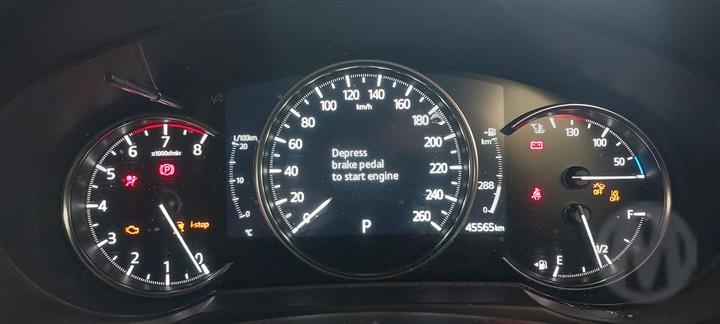 8
7
6
x1000r/min
5
4
3
2
1
0
P
i-stop
L/100km
20
10
0
°C
0
20
40
60
80
100
120
140
160
180
200
220
240
260
km/h
Depress
brake pedal
to start engine
P
km
288
0
45565km
130
100
50
OFF
OFF
F
1/2
E
M